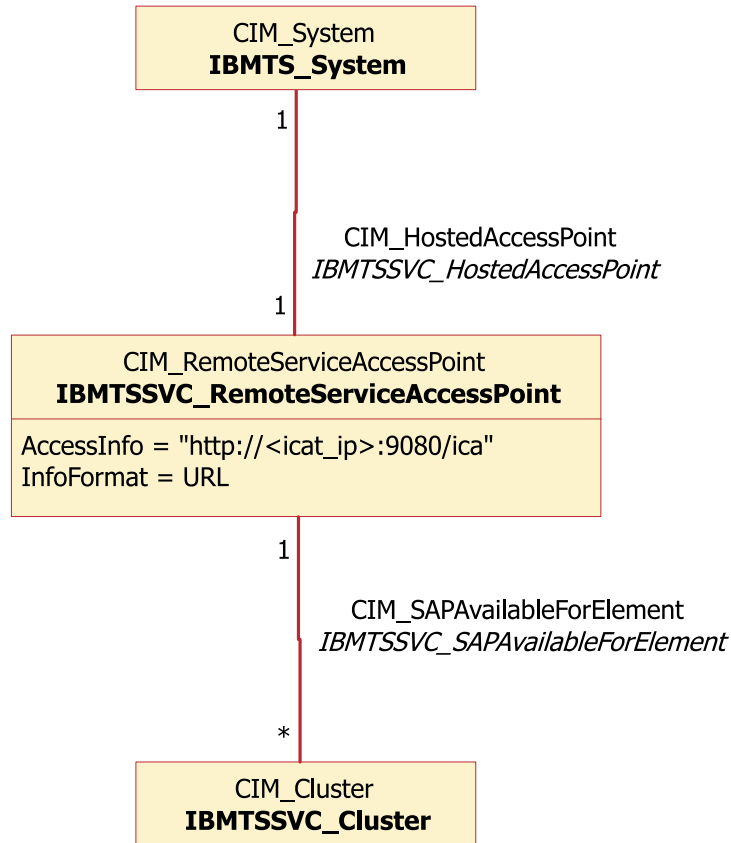 CIM_System
IBMTS_System
1
CIM_HostedAccessPoint
IBMTSSVC_HostedAccessPoint
1
CIM_RemoteServiceAccessPoint
IBMTSSVC_RemoteServiceAccessPoint
AccessInfo = "http://<icat_ip>:9080/ica"
InfoFormat = URL
1
CIM_SAPAvailableForElement
IBMTSSVC_SAPAvailableForElement
*
CIM_Cluster
IBMTSSVC_Cluster